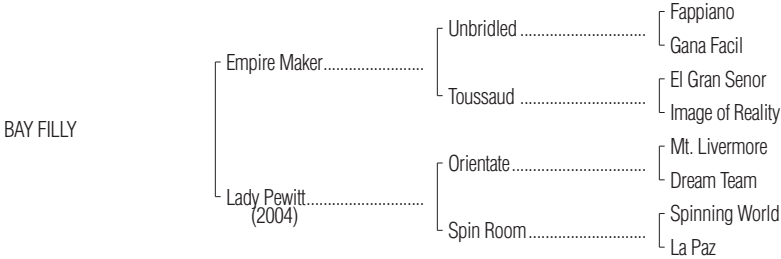 Fappiano
Unbridled ..............................
Gana Facil
Empire Maker........................
El Gran Senor
Toussaud ..............................
Image of Reality
BAY FILLY
Mt. Livermore
Orientate................................
Dream Team
Lady Pewitt............................
(2004)
Spinning World
Spin Room............................
La Paz